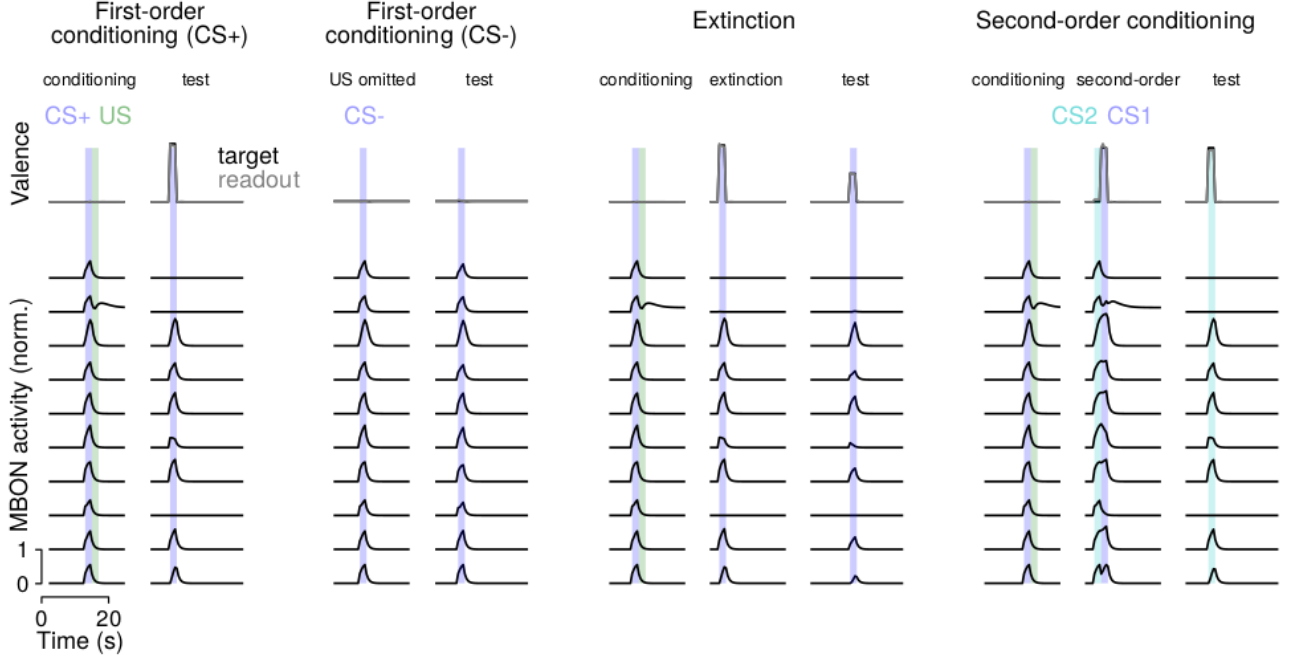 First-order
conditioning (CS+)
First-order
conditioning (CS-)
Extinction
Second-order conditioning
conditioning test
US omitted test
conditioning extinction test
conditioning second-order test
CS+ US
CS-
CS2 CS1
Valence
target
readout
MBON activity (norm.)
1
0
0 20
Time (s)